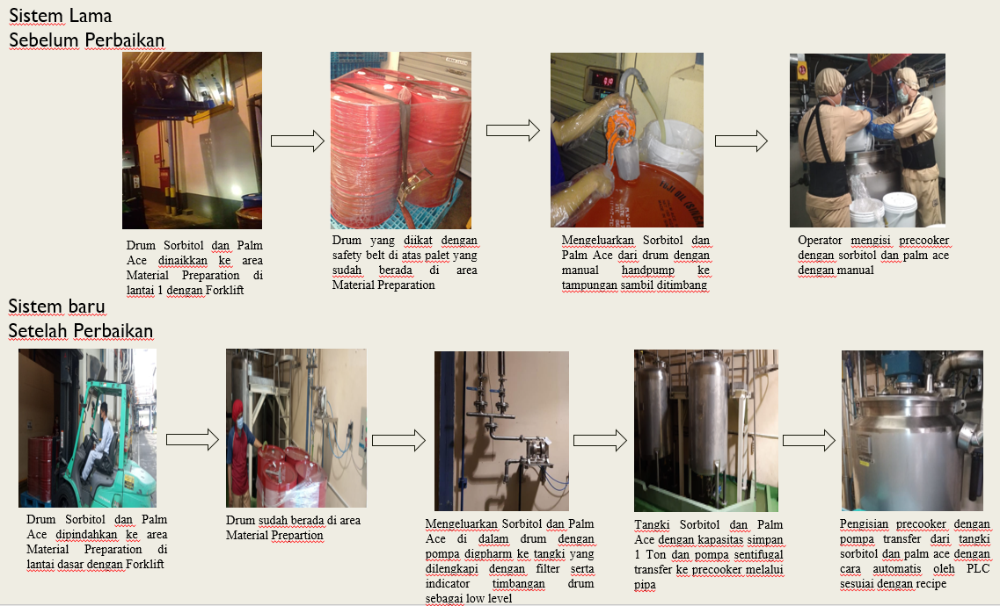 Sistem Lama
Sebelum Perbaikan
Drum Sorbitol dan Palm
Ace dinaikkan ke area
Material Preparation di
lantai 1 dengan Forklift
Drum yang diikat dengan
safety belt di atas palet yang
sudah berada di area
Material Preparation
Mengeluarkan Sorbitol dan
Palm Ace dari drum dengan
manual handpump ke
tampungan sambil ditimbang
Operator mengisi precooker
dengan sorbitol dan palm ace
dengan manual
Sistem baru
Setelah Perbaikan
Drum Sorbitol dan Palm
Ace dipindahkan ke area
Material Preparation di
lantai dasar dengan Forklift
Drum sudah berada di area
Material Prepartion
Mengeluarkan Sorbitol dan Palm
Ace di dalam drum dengan
pompa digpharm ke tangki yang
dilengkapi dengan filter serta
indicator timbangan drum
sebagai low level
Tangki Sorbitol dan Palm
Ace dengan kapasitas simpan
1 Ton dan pompa sentifugal
transfer ke precooker melalui
pipa
Pengisian precooker dengan
pompa transfer dari tangki
sorbitol dan palm ace dengan
cara automatis oleh PLC
sesuiai dengan recipe